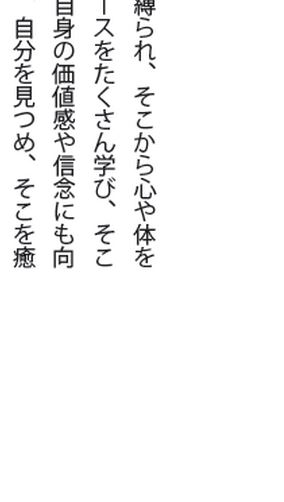 縛られ、そこから心や体を
ースをたくさん学び、そこ
自身の価値感や信念にも向
、自分を見つめ、そこを癒